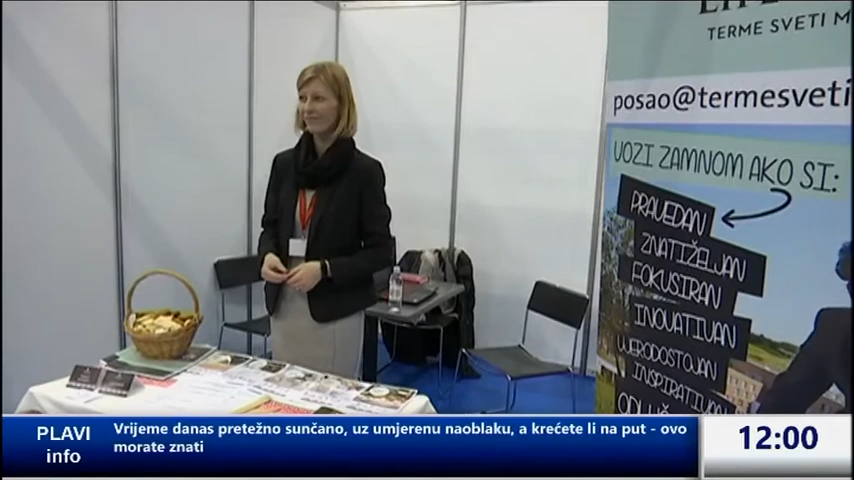 TERME SVETI M
posao@termesveti
VOZI ZAMNOM AKO SI:
PRAVEDAN
ZNATIŽELJAN
FOKUSIRAN
INOVATIVAN
VJERODOSTOJAN
INSPIRATIVAN
PLAVI
info
Vrijeme danas pretežno sunčano, uz umjerenu naoblaku, a krećete li na put - ovo
morate znati
12:00